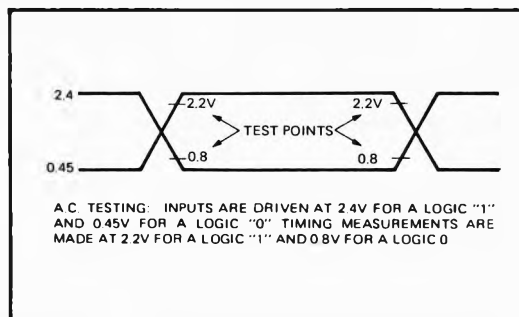 2.4
2.2V
2.2V
TEST POINTS
0.8
0.8
0.45
A.C. TESTING: INPUTS ARE DRIVEN AT 2.4V FOR A LOGIC "1"
AND 0.45V FOR A LOGIC "0" TIMING MEASUREMENTS ARE
MADE AT 2.2V FOR A LOGIC "1" AND 0.8V FOR A LOGIC 0